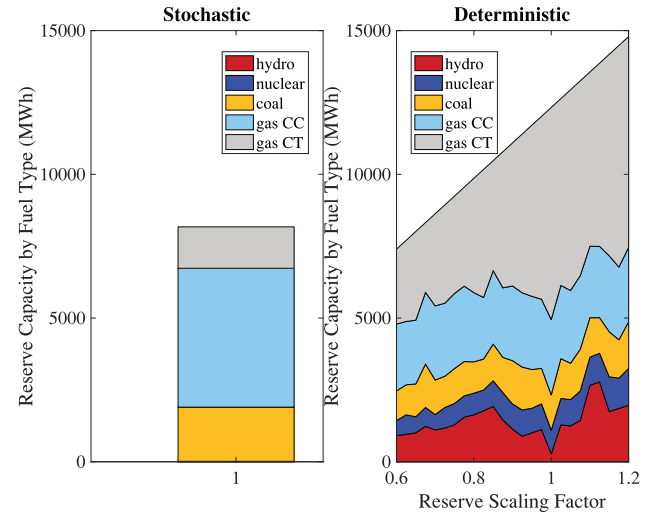 Stochastic
15000
10000
5000
0
1
Reserve Capacity by Fuel Type (MWh)
hydro
nuclear
coal
gas CC
gas CT
Deterministic
15000
10000
5000
0
0.6
0.8
1
1.2
Reserve Capacity by Fuel Type (MWh)
Reserve Scaling Factor
hydro
nuclear
coal
gas CC
gas CT